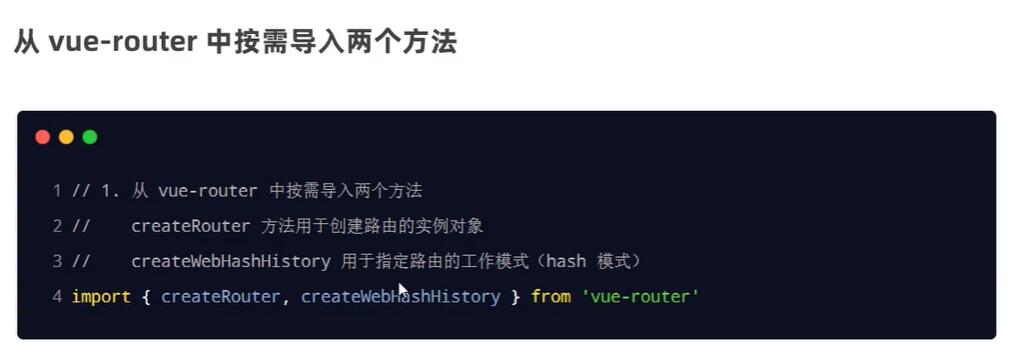 从 vue-router 中按需导入两个方法
1 // 1. 从 vue-router 中按需导入两个方法
2 //    createRouter 方法用于创建路由的实例对象
3 //    createWebHashHistory 用于指定路由的工作模式（hash 模式）
4 import { createRouter, createWebHashHistory } from 'vue-router'